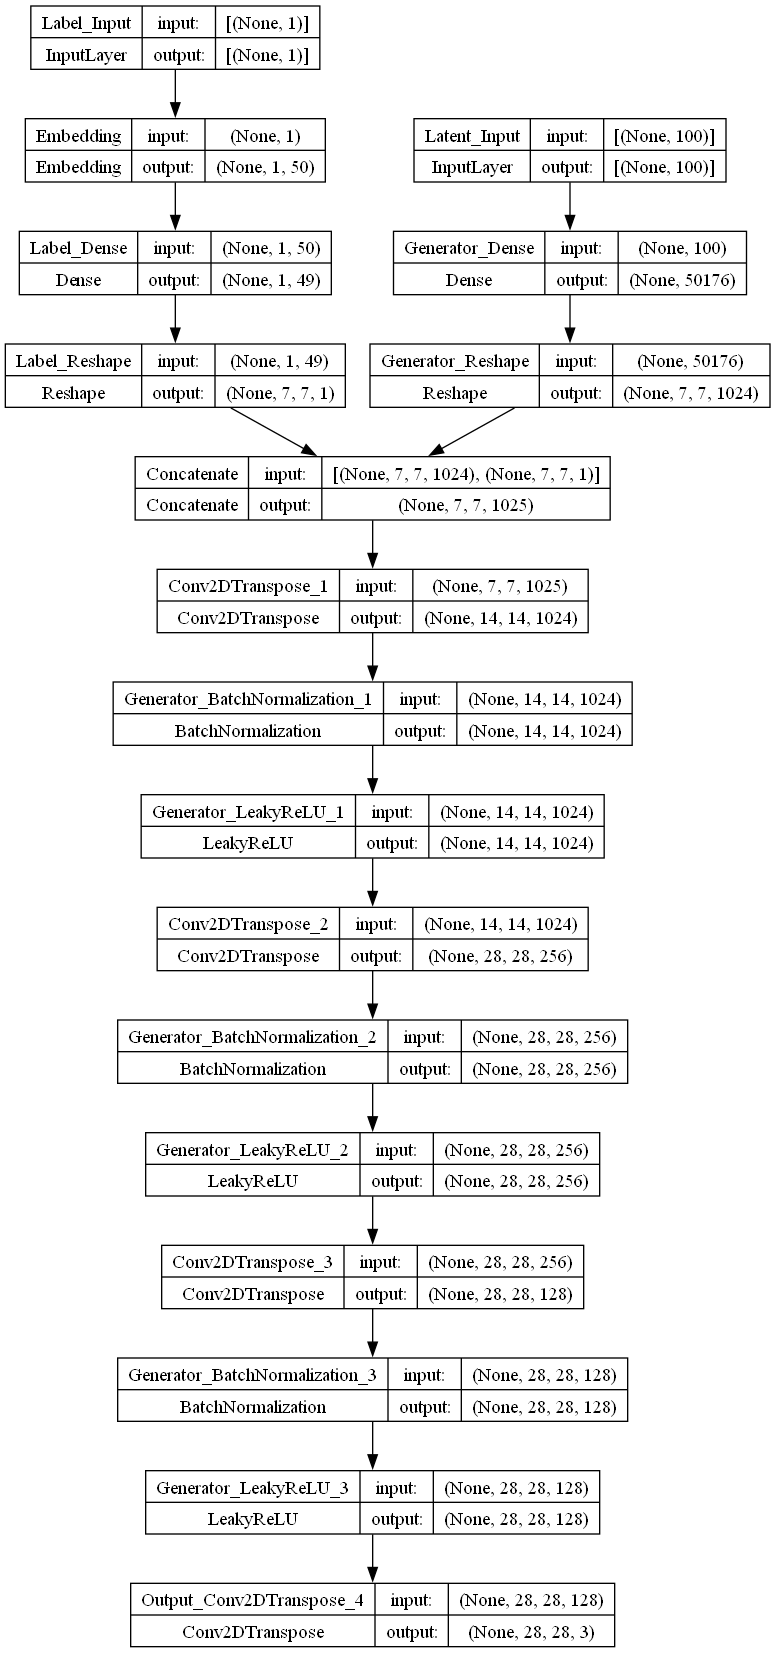 Label_Input input: [(None, 1)]
InputLayer output: [(None, 1)]
Embedding input: (None, 1)
Embedding output: (None, 1, 50)
Latent_Input input: [(None, 100)]
InputLayer output: [(None, 100)]
Label_Dense input: (None, 1, 50)
Dense output: (None, 1, 49)
Generator_Dense input: (None, 100)
Dense output: (None, 50176)
Label_Reshape input: (None, 1, 49)
Reshape output: (None, 7, 7, 1)
Generator_Reshape input: (None, 50176)
Reshape output: (None, 7, 7, 1024)
Concatenate input: [(None, 7, 7, 1024), (None, 7, 7, 1)]
Concatenate output: (None, 7, 7, 1025)
Conv2DTranspose_1 input: (None, 7, 7, 1025)
Conv2DTranspose output: (None, 14, 14, 1024)
Generator_BatchNormalization_1 input: (None, 14, 14, 1024)
BatchNormalization output: (None, 14, 14, 1024)
Generator_LeakyReLU_1 input: (None, 14, 14, 1024)
LeakyReLU output: (None, 14, 14, 1024)
Conv2DTranspose_2 input: (None, 14, 14, 1024)
Conv2DTranspose output: (None, 28, 28, 256)
Generator_BatchNormalization_2 input: (None, 28, 28, 256)
BatchNormalization output: (None, 28, 28, 256)
Generator_LeakyReLU_2 input: (None, 28, 28, 256)
LeakyReLU output: (None, 28, 28, 256)
Conv2DTranspose_3 input: (None, 28, 28, 256)
Conv2DTranspose output: (None, 28, 28, 128)
Generator_BatchNormalization_3 input: (None, 28, 28, 128)
BatchNormalization output: (None, 28, 28, 128)
Generator_LeakyReLU_3 input: (None, 28, 28, 128)
LeakyReLU output: (None, 28, 28, 128)
Output_Conv2DTranspose_4 input: (None, 28, 28, 128)
Conv2DTranspose output: (None, 28, 28, 3)